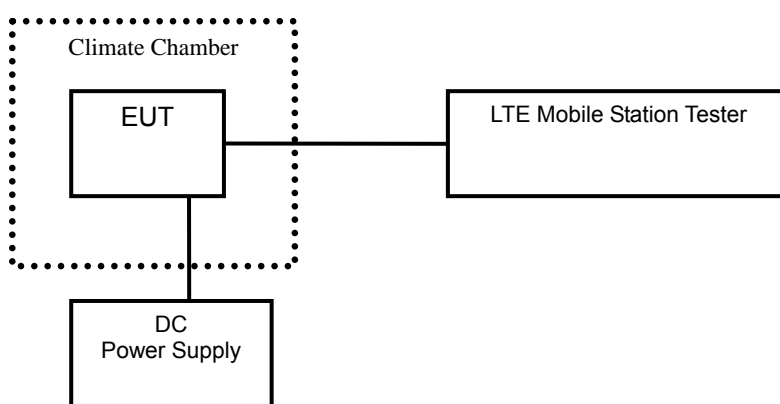 Climate Chamber
EUT
LTE Mobile Station Tester
DC
Power Supply